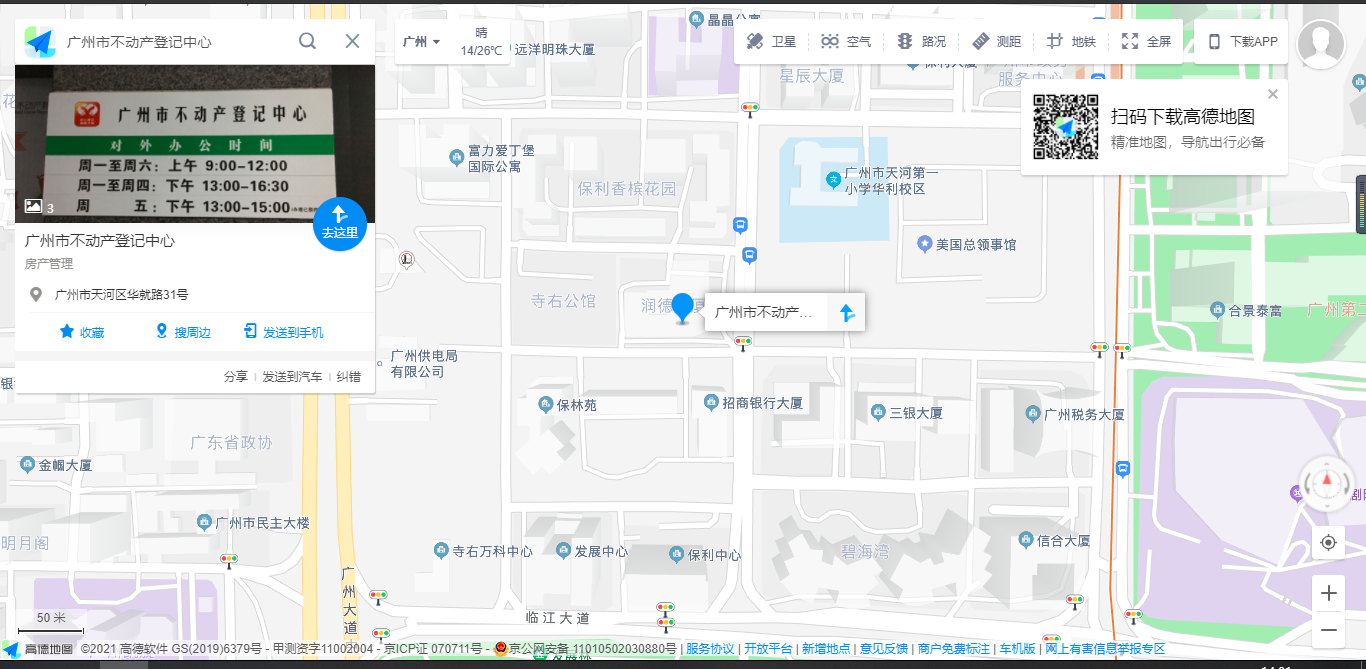 广州市不动产登记中心
广州市不动产登记中心
对外办公时间
周一至周六：上午 9:00-12:00
周一至周四：下午 13:00-16:30
周 五：下午 13:00-15:00
3
去这里
广州市不动产登记中心
房产管理
广州市天河区华就路31号
收藏
搜周边
发送到手机
分享
发送到汽车
纠错
广州
晴
14/26℃
远洋明珠大厦
晶晶公寓
卫星
空气
路况
测距
地铁
全屏
下载APP
星辰大厦
保利大厦
服务中心
扫码下载高德地图
精准地图，导航出行必备
富力爱丁堡
国际公寓
保利香槟花园
广州市天河第一
小学华利校区
美国总领事馆
寺右公馆
润德
广州市不动产...
合景泰富
广州第二
广州供电局
有限公司
保林苑
招商银行大厦
三银大厦
广州税务大厦
广东省政协
金帼大厦
广州市民主大楼
明月阁
寺右万科中心
发展中心
保利中心
碧海湾
信合大厦
剧
广州大道
临江大道
50 米
高德地图
©2021 高德软件 GS(2019)6379号 - 甲测资字11002004 - 京ICP证 070711号 - 京公网安备 11010502030880号 | 服务协议 | 开放平台 | 新增地点 | 意见反馈 | 商户免费标注 | 车机版 | 网上有害信息举报专区